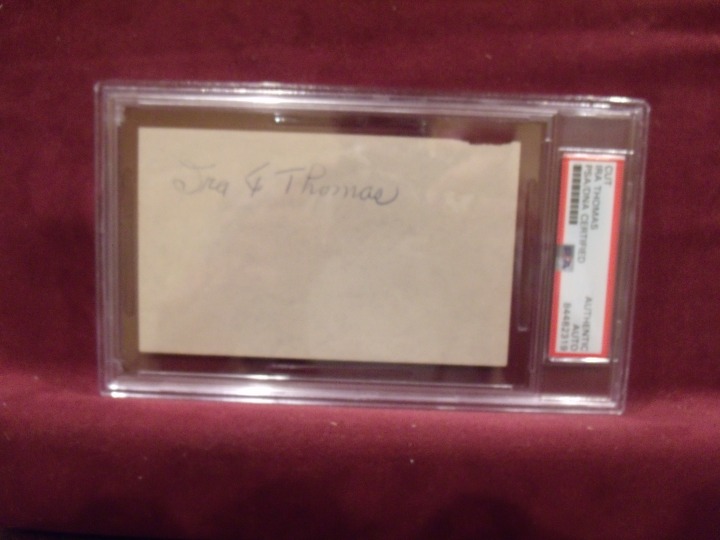 Ira F Thomas
CUT
IRA THOMAS
PSA/DNA CERTIFIED
AUTHENTIC
AUTO